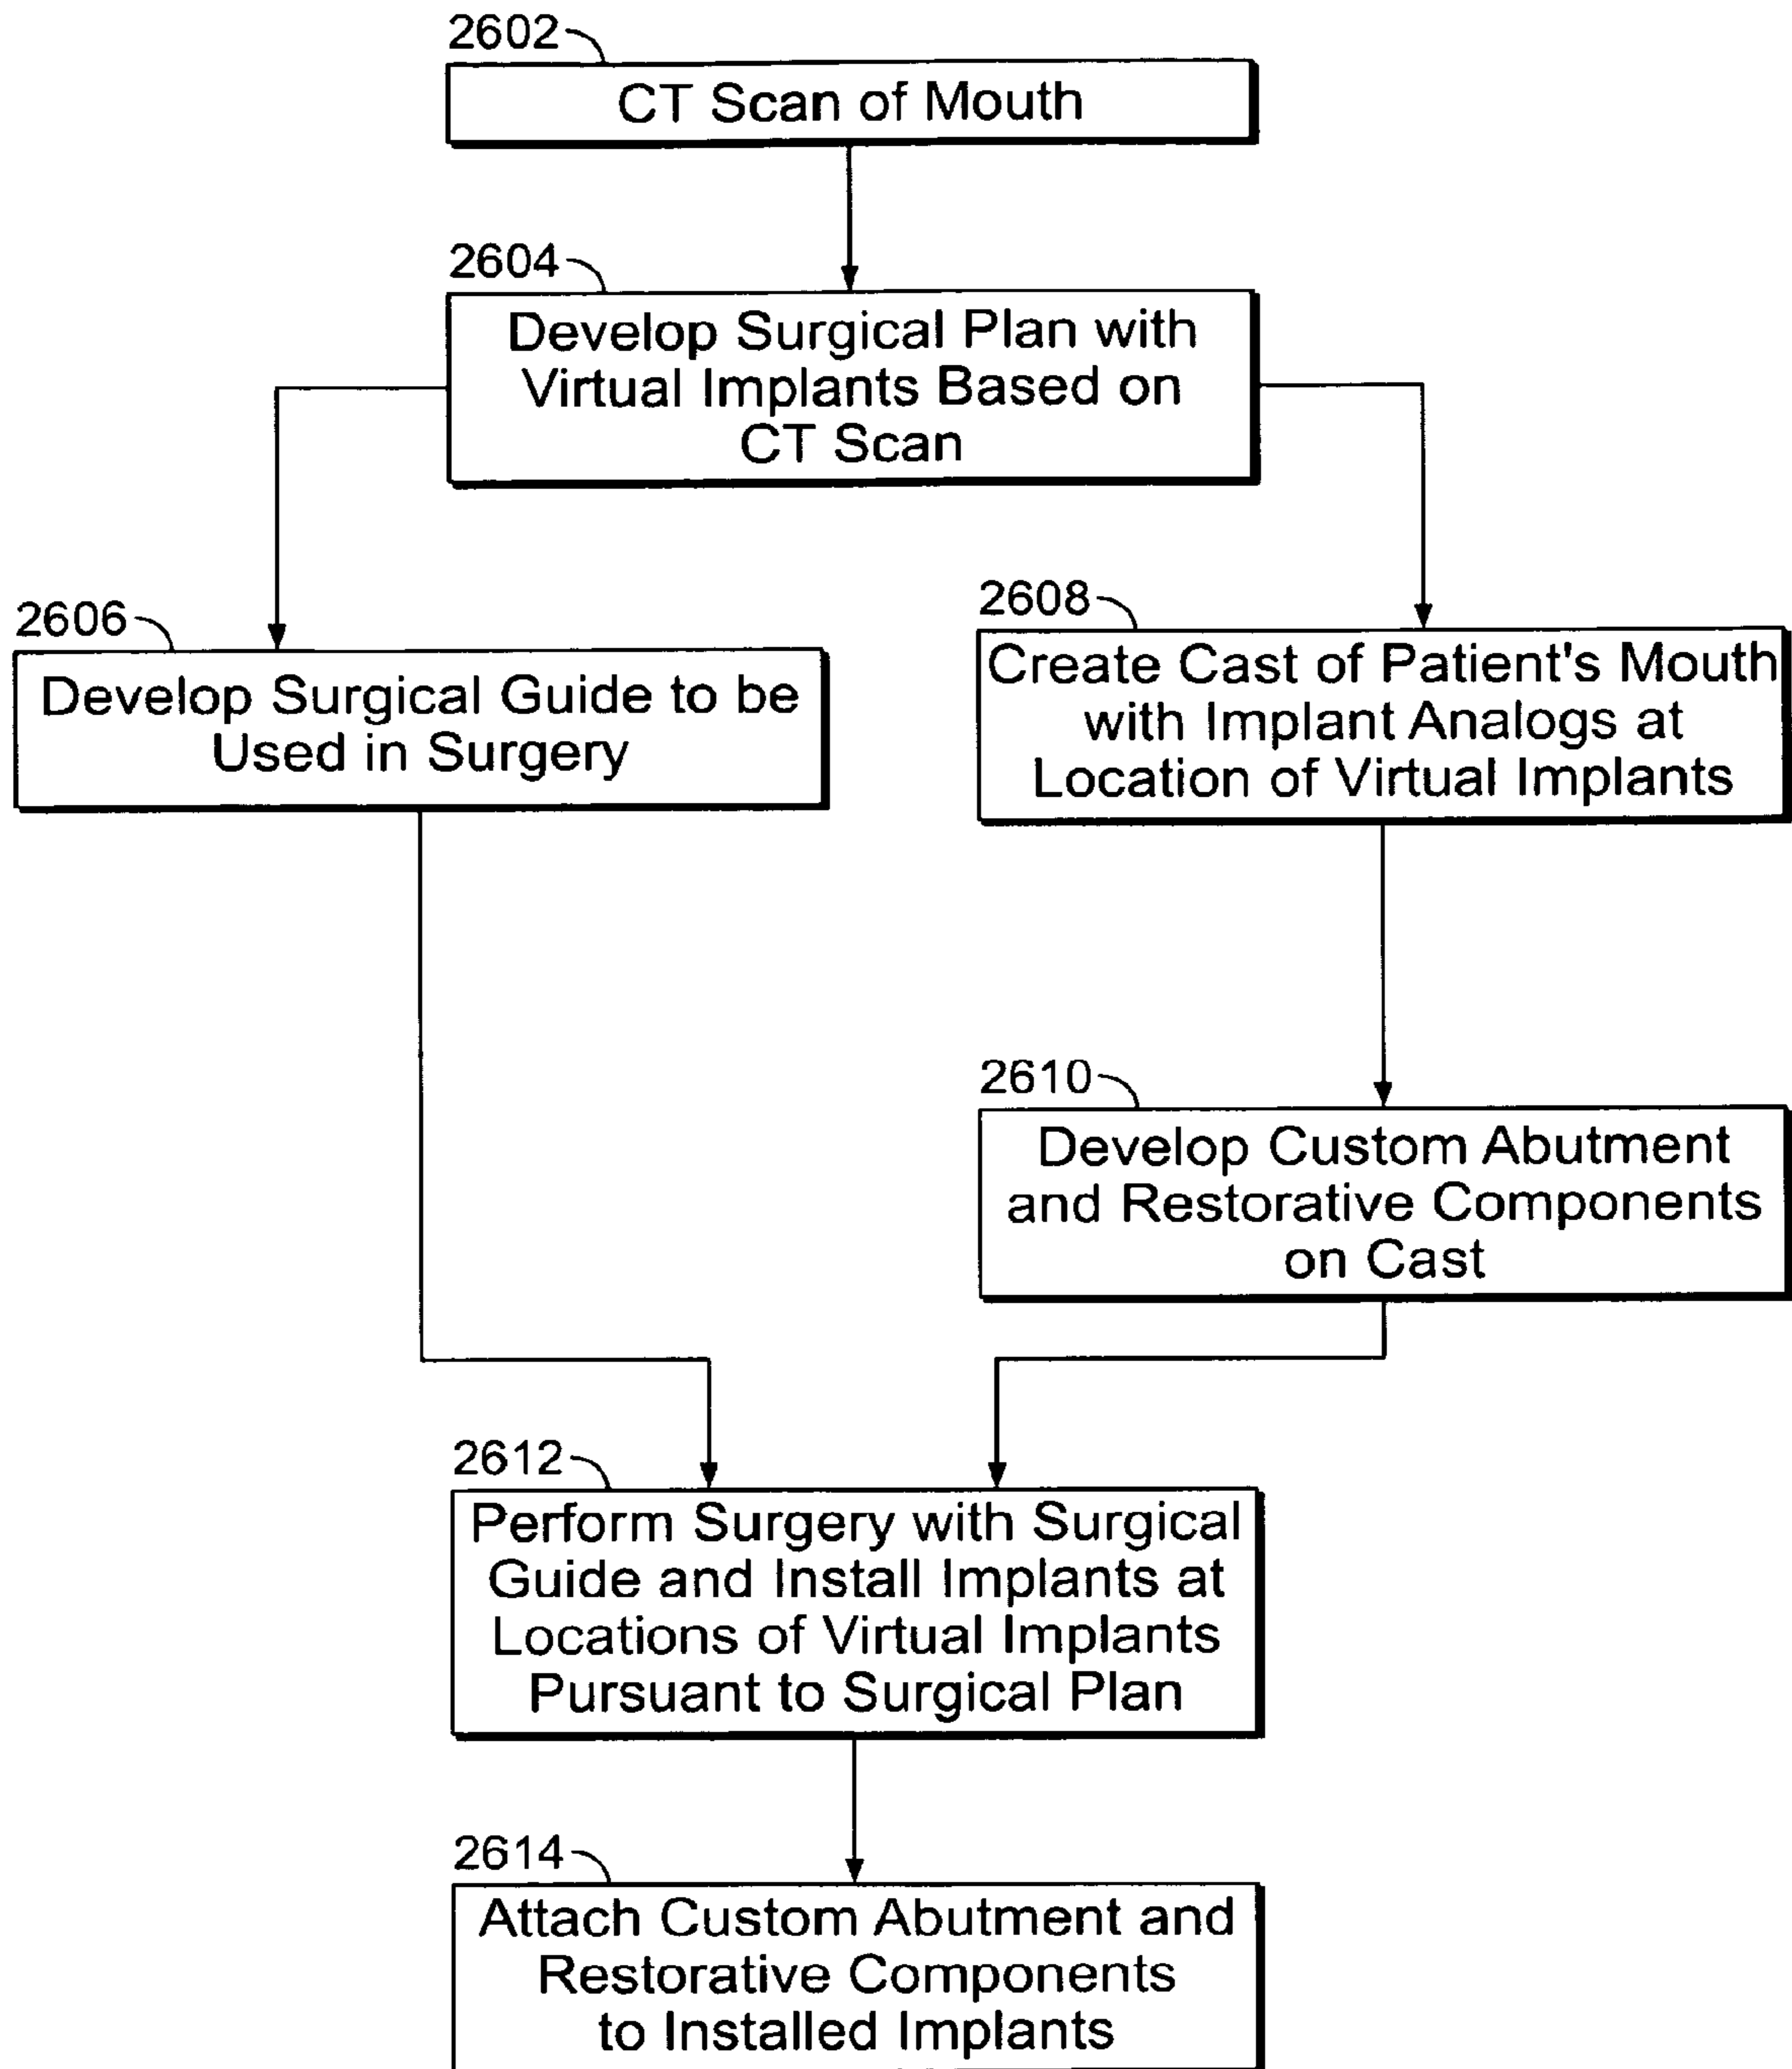 2602
CT Scan of Mouth
2604
Develop Surgical Plan with
Virtual Implants Based on
CT Scan
2606
Develop Surgical Guide to be
Used in Surgery
2608
Create Cast of Patient's Mouth
with Implant Analogs at
Location of Virtual Implants
2610
Develop Custom Abutment
and Restorative Components
on Cast
2612
Perform Surgery with Surgical
Guide and Install Implants at
Locations of Virtual Implants
Pursuant to Surgical Plan
2614
Attach Custom Abutment and
Restorative Components
to Installed Implants